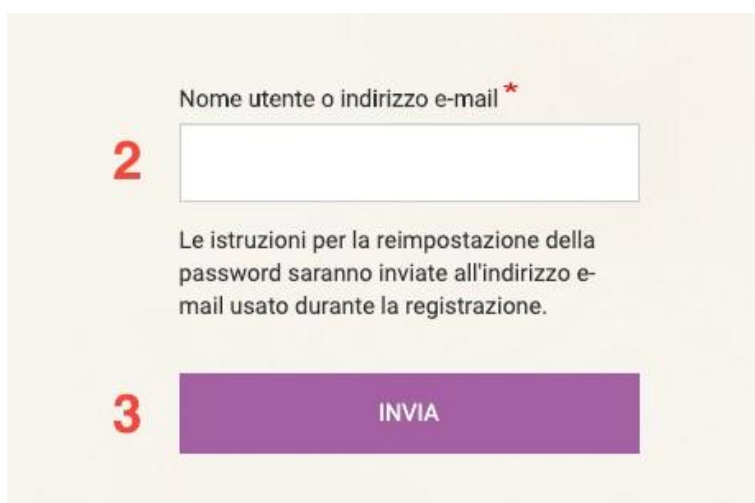 Nome utente o indirizzo e-mail *
2
Le istruzioni per la reimpostazione della
password saranno inviate all'indirizzo e-
mail usato durante la registrazione.
3
INVIA